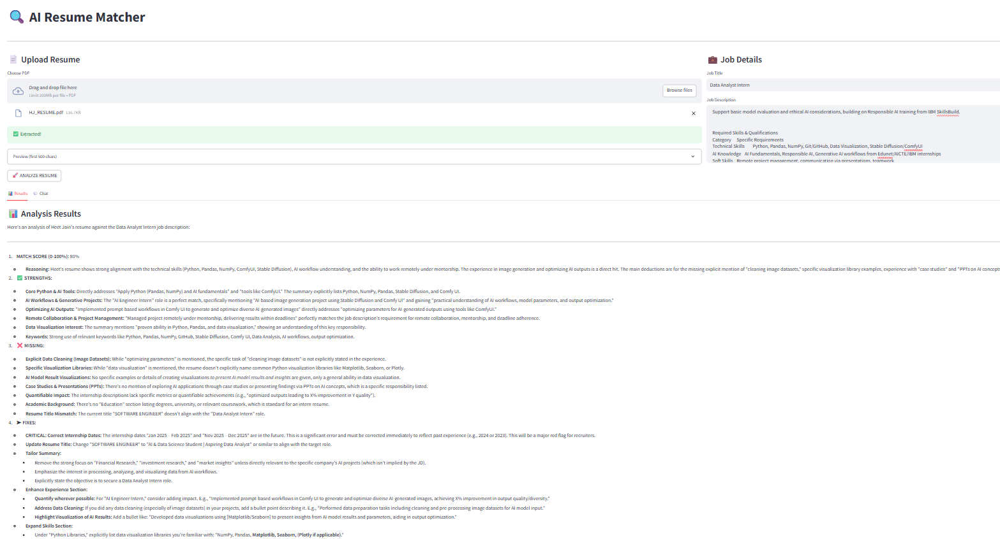 AI Resume Matcher
Upload Resume
Choose PDF
Drag and drop file here
Limit 200MB per file • PDF
Browse files
HJ_RESUME.pdf 116.7KB
Extracted!
Preview (first 500 chars)
ANALYZE RESUME
Job Details
Job Title
Data Analyst Intern
Job Description
Support basic model evaluation and ethical AI considerations, building on Responsible AI training from IBM SkillsBuild.
Required Skills & Qualifications
Category Specific Requirements
Technical Skills Python, Pandas, NumPy, Git/GitHub, Data Visualization, Stable Diffusion/ComfyUI
AI Knowledge AI Fundamentals, Responsible AI, Generative AI workflows from Edunet/AICTE/IBM internships
Soft Skills Remote project management, communication via presentations, teamwork
Results Chat
Analysis Results
Here's an analysis of Heet Jain's resume against the Data Analyst Intern job description:
1. MATCH SCORE (0-100%): 80%
Reasoning: Heet's resume shows strong alignment with the technical skills (Python, Pandas, NumPy, ComfyUI, Stable Diffusion), AI workflow understanding, and the ability to work remotely under mentorship. The experience in image generation and optimizing AI outputs is a direct hit. The main deductions are for the missing explicit mention of "cleaning image datasets," specific visualization library examples, experience with "case studies" and "PPTs on AI concepts
2. STRENGTHS:
Core Python & AI Tools: Directly addresses "Apply Python (Pandas, NumPy) and AI fundamentals" and "tools like ComfyUI." The summary explicitly lists Python, NumPy, Pandas, Stable Diffusion, and Comfy UI.
AI Workflows & Generative Projects: The "AI Engineer Intern" role is a perfect match, specifically mentioning "AI-based image generation project using Stable Diffusion and Comfy UI" and gaining "practical understanding of AI workflows, model parameters, and output optimization."
Optimizing AI Outputs: "Implemented prompt-based workflows in Comfy UI to generate and optimize diverse AI-generated images" directly addresses "optimizing parameters for AI-generated outputs using tools like ComfyUI."
Remote Collaboration & Project Management: "Managed project remotely under mentorship, delivering results within deadlines" perfectly matches the job description's requirement for remote collaboration, mentorship, and deadline adherence.
Data Visualization Interest: The summary mentions "proven ability in Python, Pandas, and data visualization," showing an understanding of this key responsibility.
Keywords: Strong use of relevant keywords like Python, Pandas, NumPy, GitHub, Stable Diffusion, Comfy UI, Data Analysis, AI workflows, output optimization.
3. MISSING:
Explicit Data Cleaning (Image Datasets): While "optimizing parameters" is mentioned, the specific task of "cleaning image datasets" is not explicitly stated in the experience.
Specific Visualization Libraries: While "data visualization" is mentioned, the resume doesn't explicitly name common Python visualization libraries like Matplotlib, Seaborn, or Plotly.
AI Model Result Visualizations: No specific examples or details of creating visualizations to present AI model results and insights are given, only a general ability in data visualization.
Case Studies & Presentations (PPTs): There's no mention of exploring AI applications through case studies or presenting findings via PPTs on AI concepts, which is a specific responsibility listed.
Quantifiable Impact: The internship descriptions lack specific metrics or quantifiable achievements (e.g., "optimized outputs leading to X% improvement in Y quality").
Academic Background: There's no "Education" section listing degrees, university, or relevant coursework, which is standard for an intern resume.
Resume Title Mismatch: The current title "SOFTWARE ENGINEER" doesn't align with the "Data Analyst Intern" role.
4. ➤ FIXES:
CRITICAL: Correct Internship Dates: The internship dates "Jan 2025 – Feb 2025" and "Nov 2025 – Dec 2025" are in the future. This is a significant error and must be corrected immediately to reflect past experience (e.g., 2024 or 2023). This will be a major red flag for recruiters.
Update Resume Title: Change "SOFTWARE ENGINEER" to "AI & Data Science Student | Aspiring Data Analyst" or similar to align with the target role.
Tailor Summary:
Remove the strong focus on "Financial Research," "investment research," and "market insights" unless directly relevant to the specific company's AI projects (which isn't implied by the JD).
Emphasize the interest in processing, analyzing, and visualizing data from AI workflows.
Explicitly state the objective is to secure a Data Analyst Intern role.
Enhance Experience Section:
Quantify wherever possible: For "AI Engineer Intern," consider adding impact. E.g., "Implemented prompt-based workflows in Comfy UI to generate and optimize diverse AI-generated images, achieving X% improvement in output quality/diversity."
Address Data Cleaning: If you did any data cleaning (especially of image datasets) in your projects, add a bullet point describing it. E.g., "Performed data preparation tasks including cleaning and pre-processing image datasets for AI model input."
Highlight Visualization of AI Results: Add a bullet like: "Developed data visualizations using [Matplotlib/Seaborn] to present insights from AI model results and parameters, aiding in output optimization."
Expand Skills Section:
Under "Python Libraries," explicitly list data visualization libraries you're familiar with: "NumPy, Pandas, Matplotlib, Seaborn, (Plotly if applicable)."